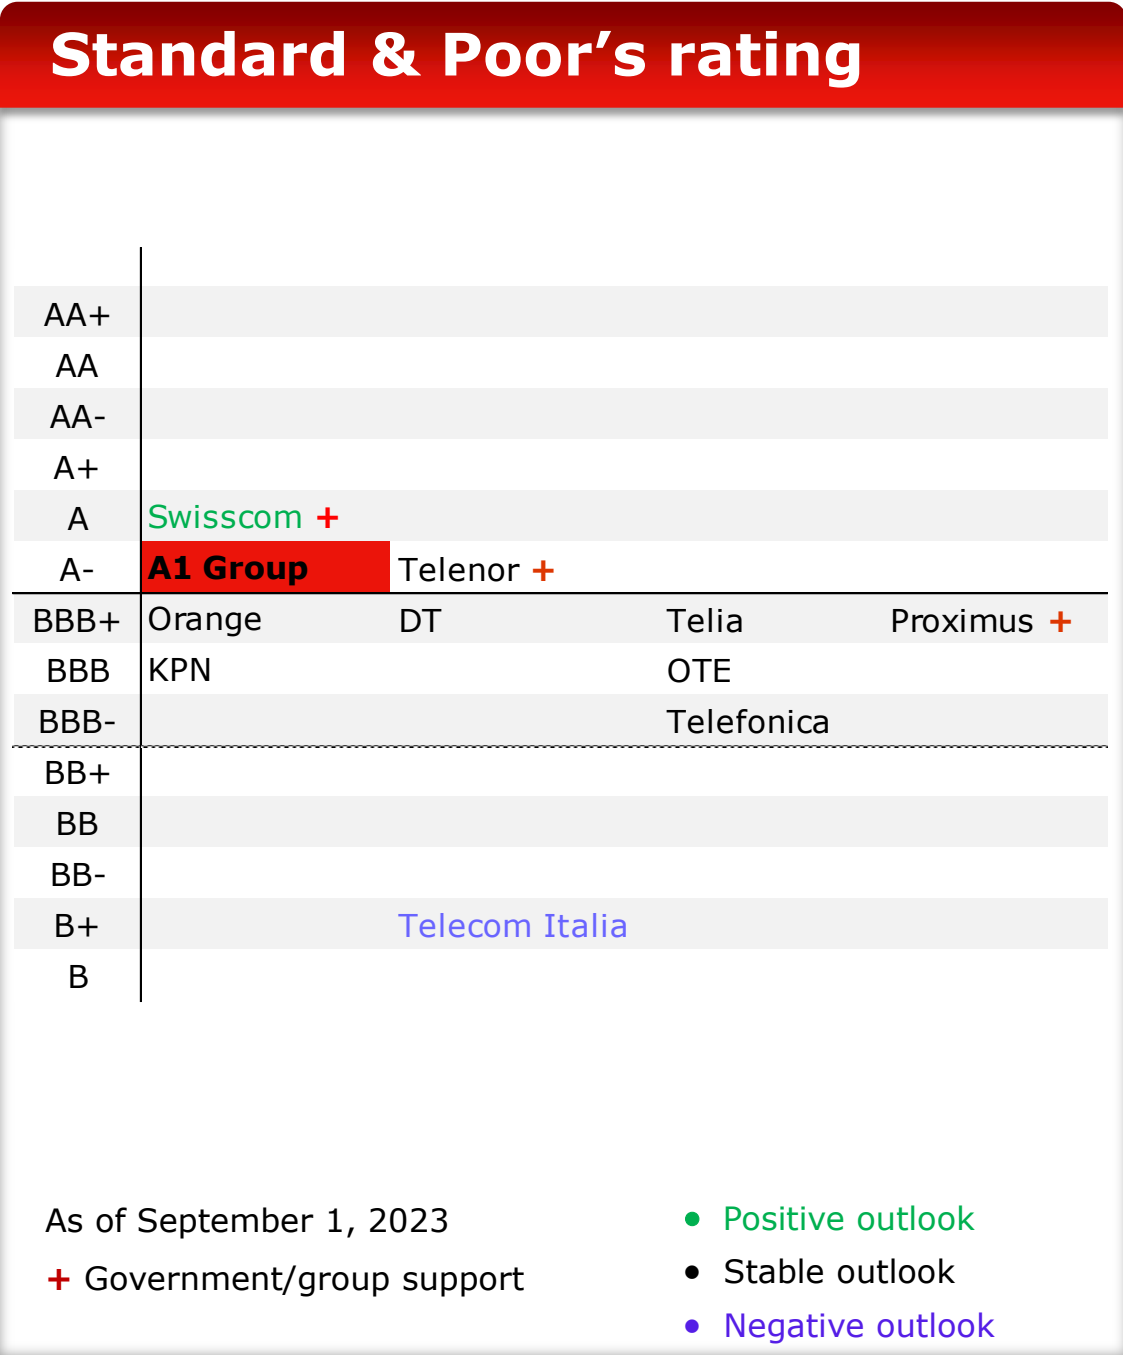 Standard & Poor’s rating
AA+
AA
AA-
A+
A Swisscom +
A- A1 Group Telenor +
BBB+ Orange DT Telia Proximus +
BBB KPN OTE
BBB- Telefonica
BB+
BB
BB-
B+ Telecom Italia
B
As of September 1, 2023
+ Government/group support
• Positive outlook
• Stable outlook
• Negative outlook